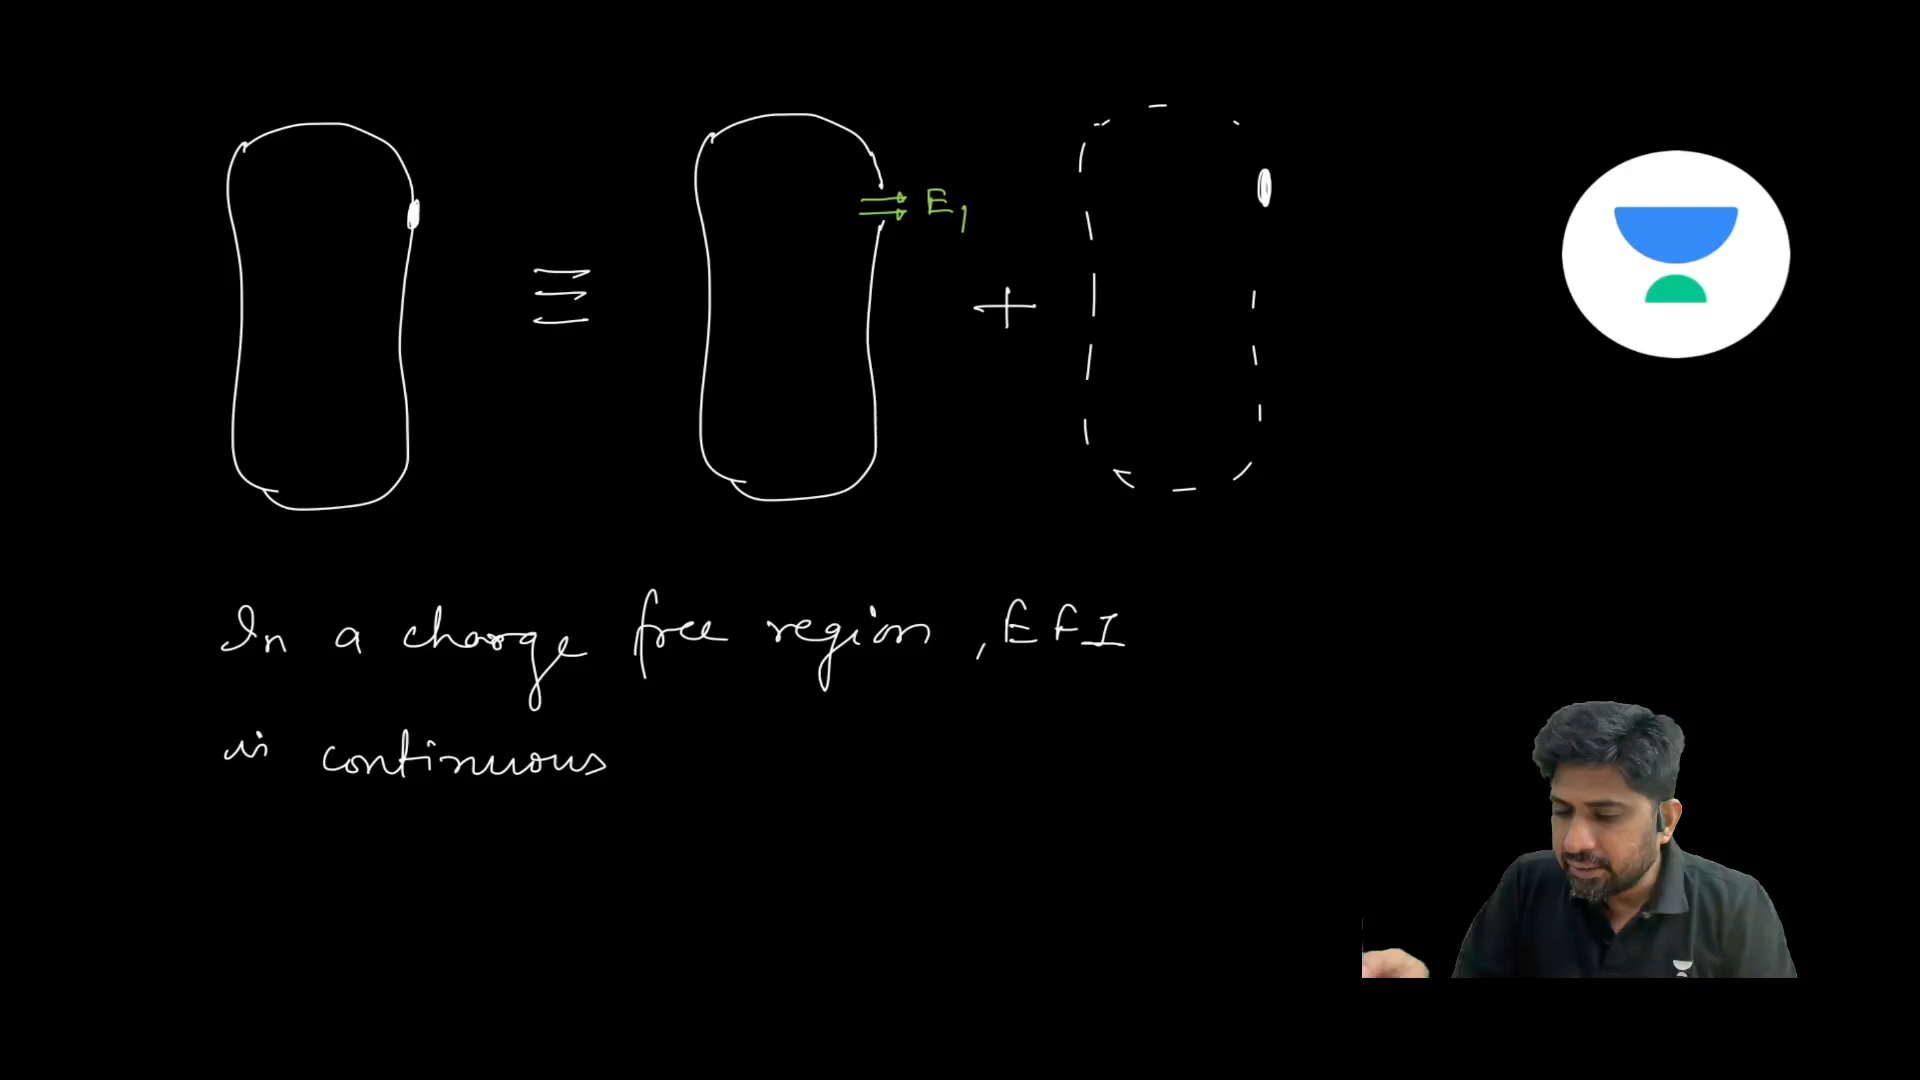 ≡
E₁
+
In a charge free region, EFI
is continuous